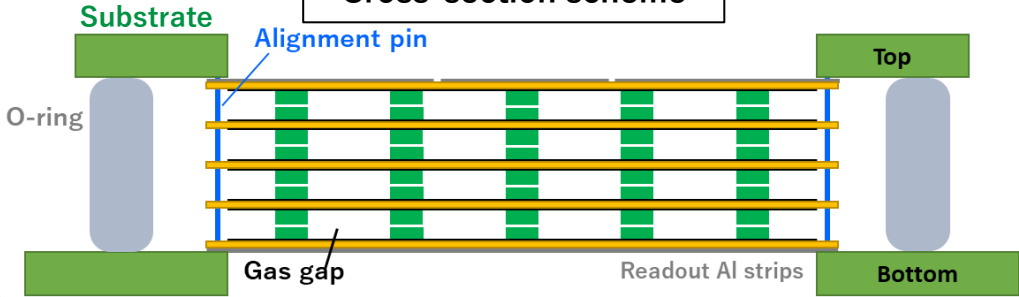 Cross-section scheme
Substrate
Alignment pin
Top
O-ring
Gas gap
Readout Al strips
Bottom